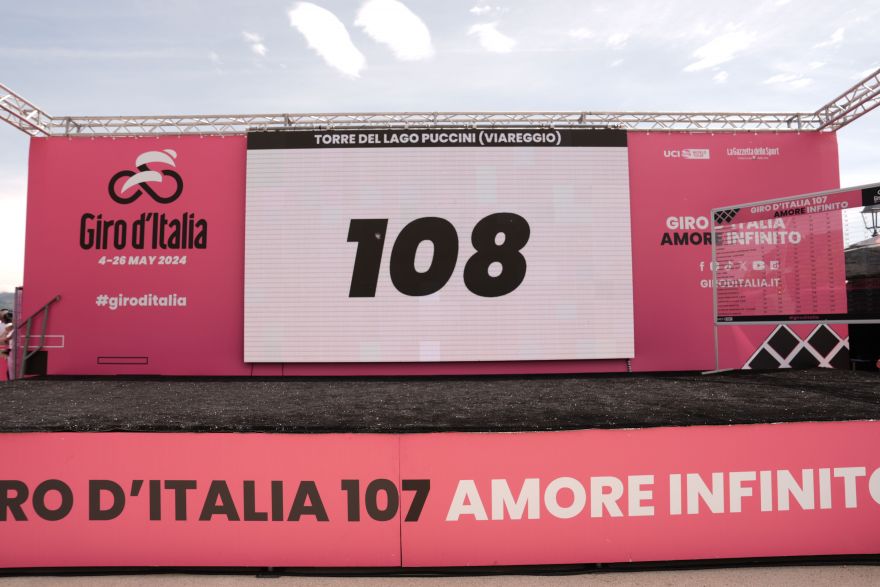 TORRE DEL LAGO PUCCINI (VIAREGGIO)
108
Giro d'Italia
4-26 MAY 2024
#giroditalia
UCI
La Gazzetta dello Sport
GIRO D'ITALIA
AMORE INFINITO
GIRODITALIA.IT
GIRO D'ITALIA 107
AMORE INFINITO
#giroditalia
IRO D'ITALIA 107 AMORE INFINITO